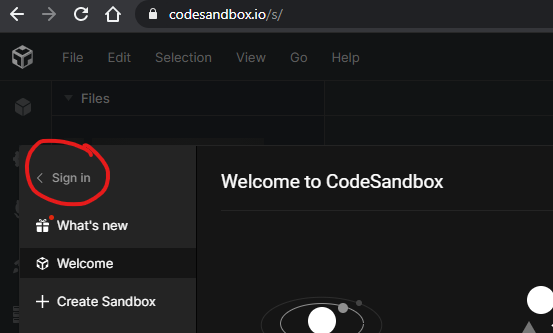 codesandbox.io/s/
File Edit Selection View Go Help
Files
Sign in
Welcome to CodeSandbox
What's new
Welcome
Create Sandbox